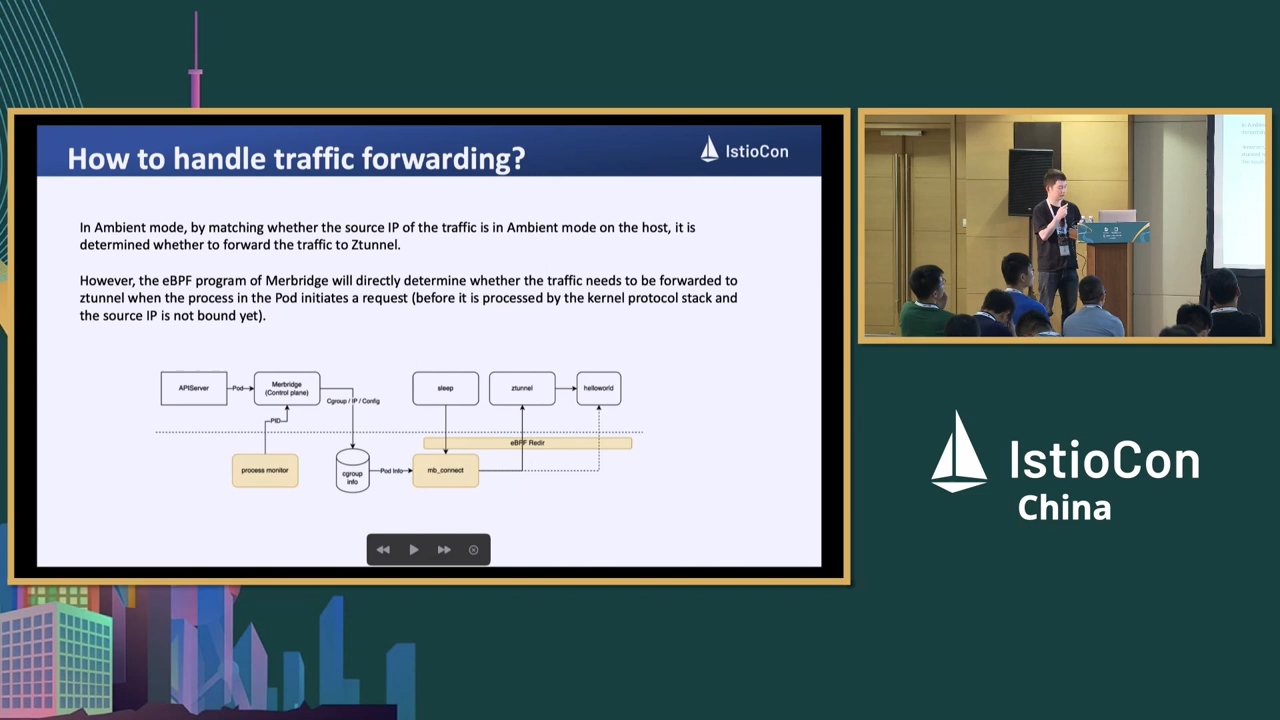 How to handle traffic forwarding?
IstioCon
In Ambient mode, by matching whether the source IP of the traffic is in Ambient mode on the host, it is
determined whether to forward the traffic to Ztunnel.
However, the eBPF program of Merbridge will directly determine whether the traffic needs to be forwarded to
ztunnel when the process in the Pod initiates a request (before it is processed by the kernel protocol stack and
the source IP is not bound yet).
APIServer
Pod
Merbridge
(Control plane)
Cgroup / IP / Config
sleep
ztunnel
helloworld
PID
eBPF Redir
process monitor
cgroup
info
Pod Info
mb_connect
IstioCon
China